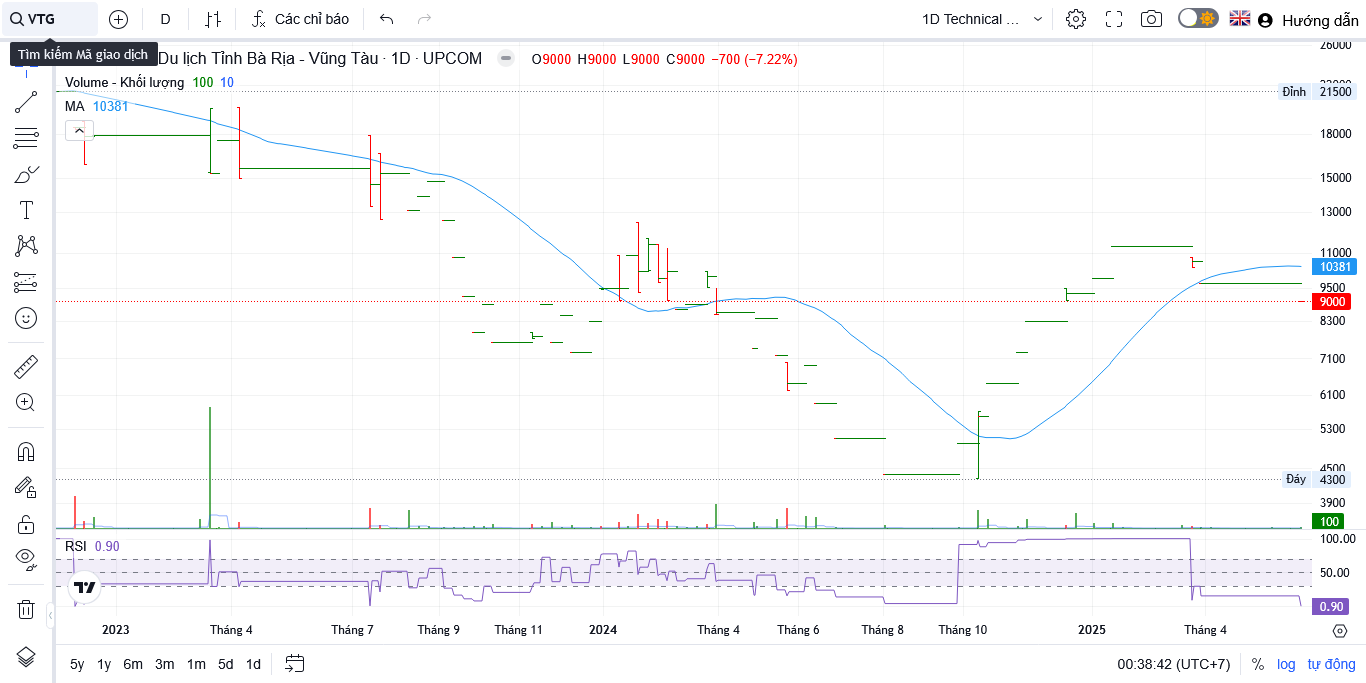 VTG D Các chỉ báo 1D Technical ... Hướng dẫn
Tìm kiếm Mã giao dịch
Du lịch Tỉnh Bà Rịa - Vũng Tàu · 1D · UPCOM O9000 H9000 L9000 C9000 −700 (−7.22%)
Volume - Khối lượng 100 10
MA 10381
26000
Đỉnh 21500
18000
15000
13000
11000
10381
9500
9000
8300
7100
6100
5300
4500
Đáy 4300
3900
100
RSI 0.90
100.00
50.00
0.90
2023 Tháng 4 Tháng 7 Tháng 9 Tháng 11 2024 Tháng 4 Tháng 6 Tháng 8 Tháng 10 2025 Tháng 4
5y 1y 6m 3m 1m 5d 1d 00:38:42 (UTC+7) % log tự động